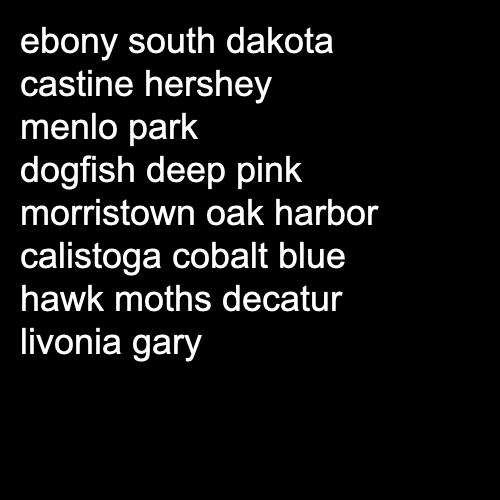 ebony south dakota
castine hershey
menlo park
dogfish deep pink
morristown oak harbor
calistoga cobalt blue
hawk moths decatur
livonia gary